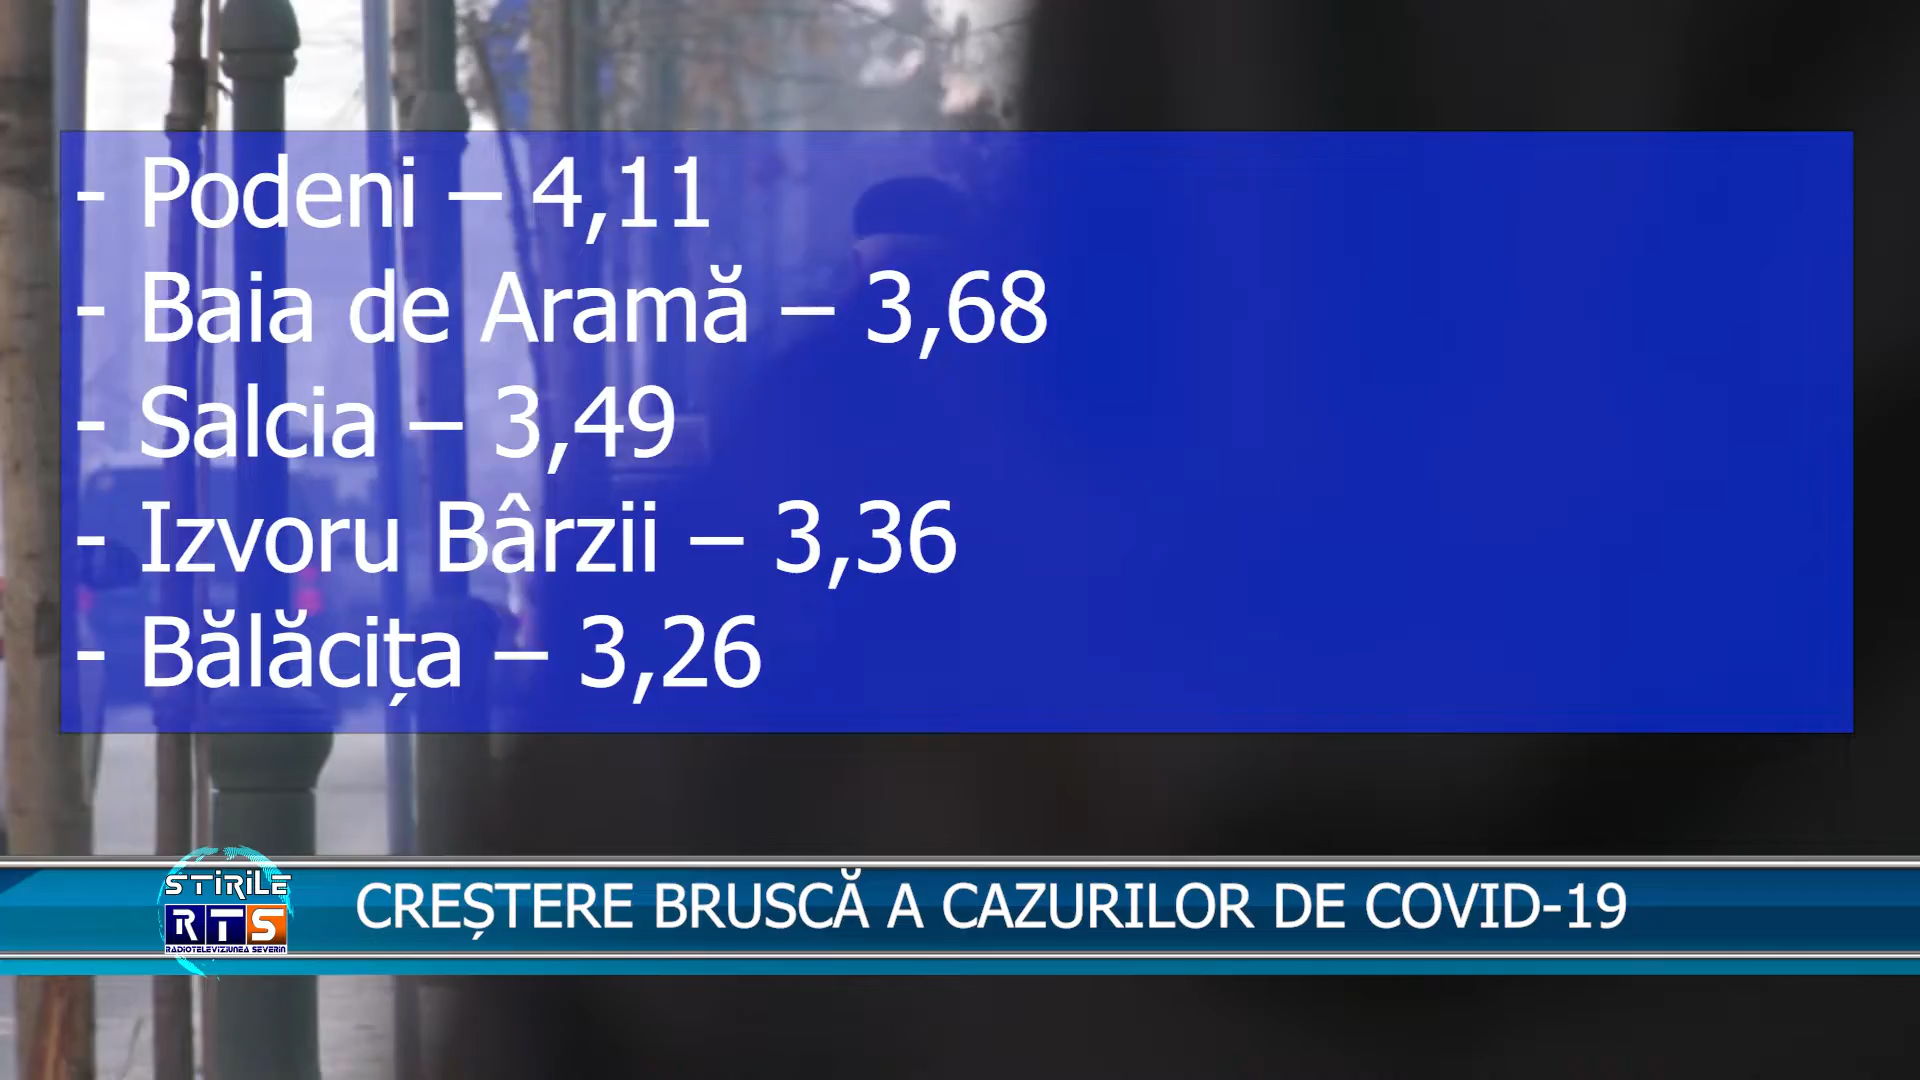 - Podeni – 4,11
- Baia de Aramă – 3,68
- Salcia – 3,49
- Izvoru Bârzii – 3,36
- Bălăcița – 3,26
STIRILE
RTS
RADIOTELEVIZIUNEA SEVERIN
CREȘTERE BRUSCĂ A CAZURILOR DE COVID-19